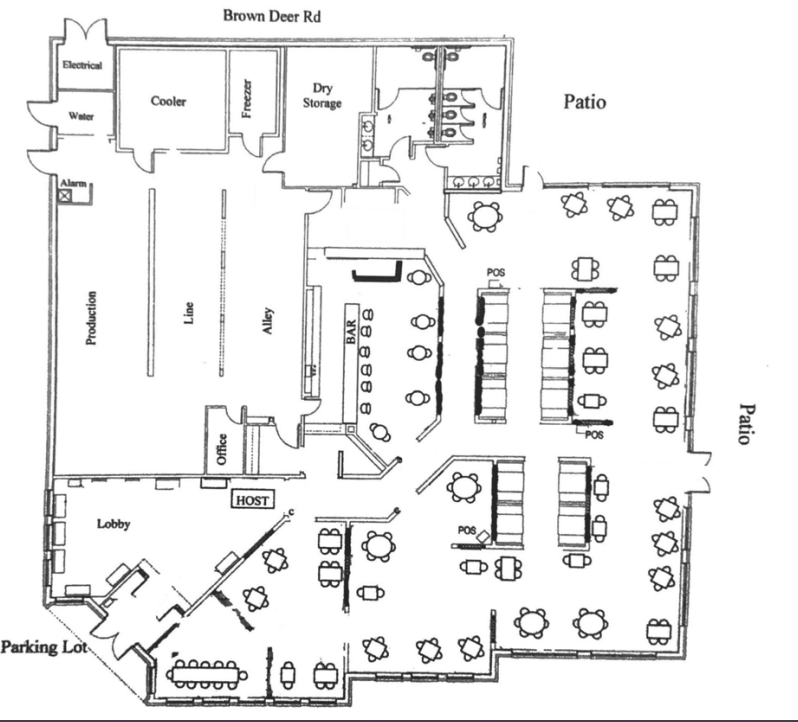 Brown Deer Rd
Electrical
Cooler
Freezer
Dry
Storage
Water
Patio
Alarm
POS
Production
Line
Alley
BAR
Patio
POS
Office
HOST
Lobby
C
POS
Parking Lot